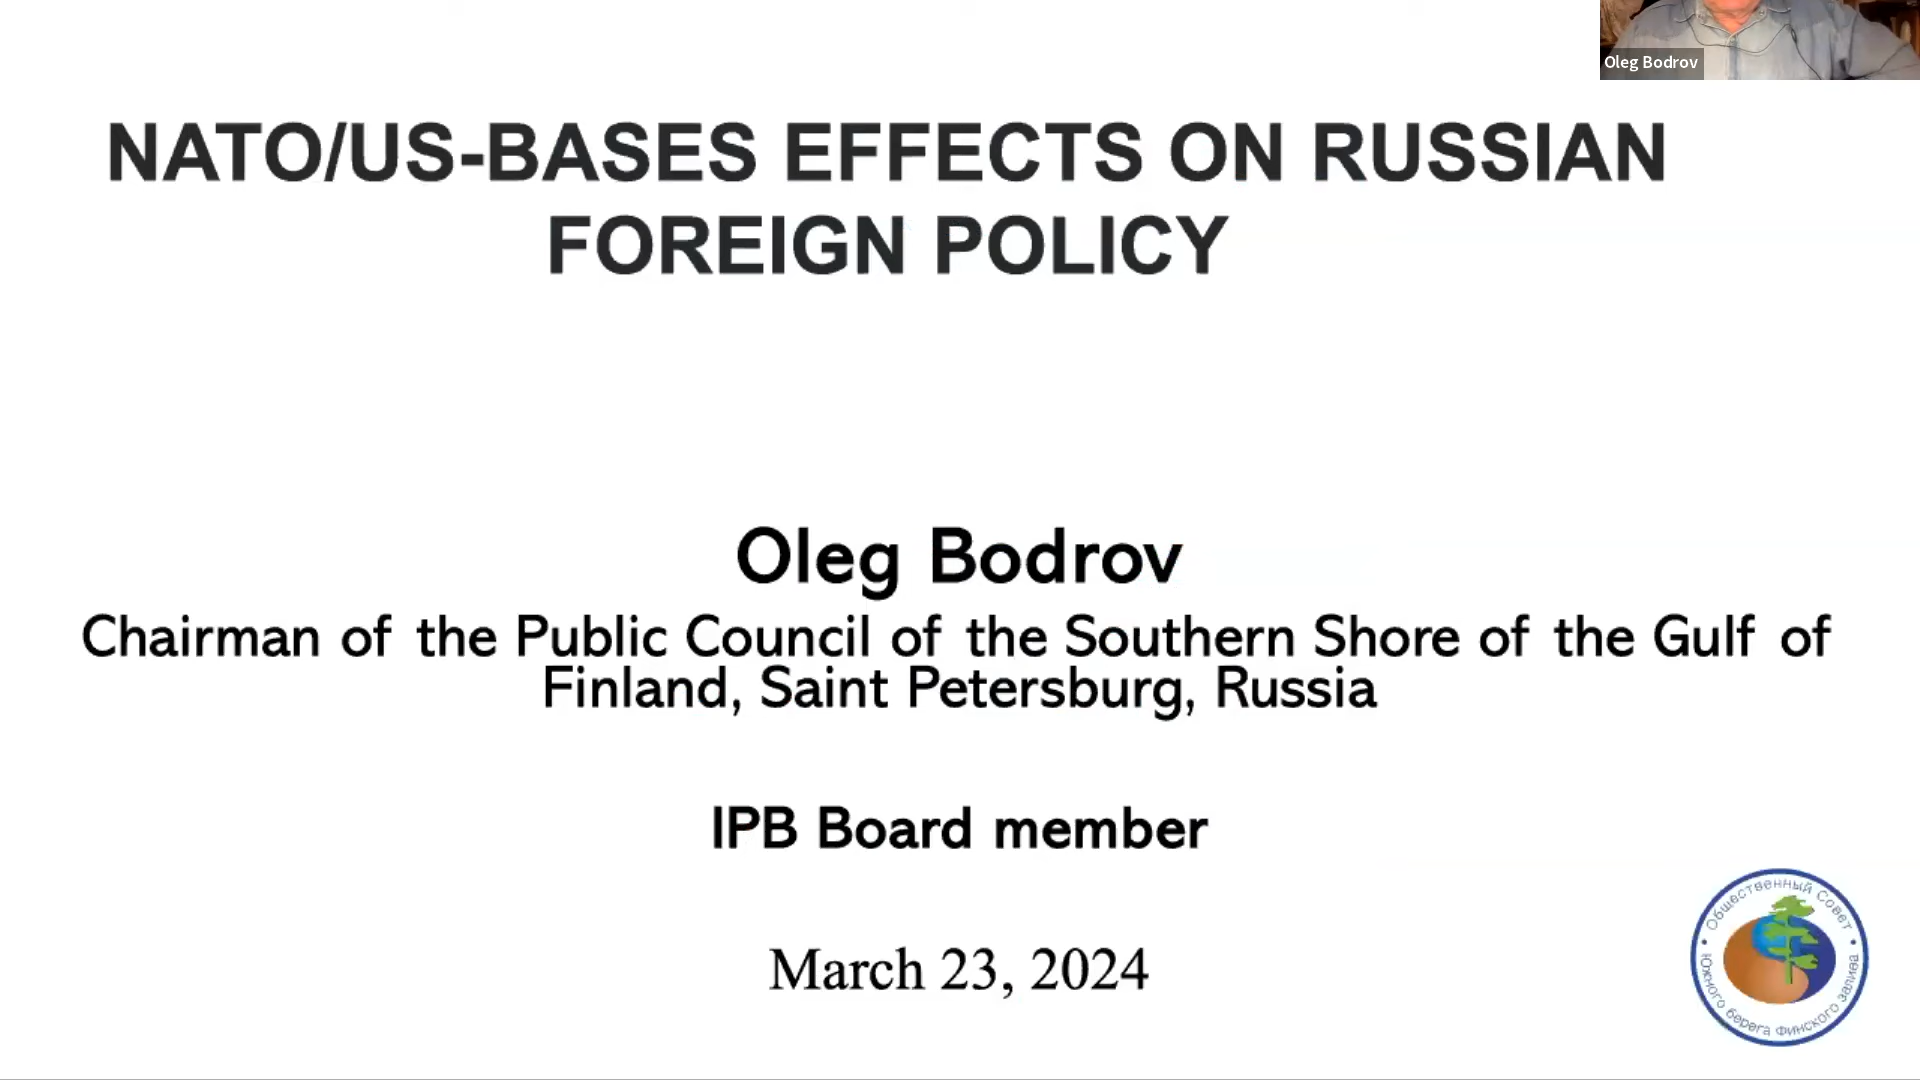 Oleg Bodrov
NATO/US-BASES EFFECTS ON RUSSIAN
FOREIGN POLICY
Oleg Bodrov
Chairman of the Public Council of the Southern Shore of the Gulf of
Finland, Saint Petersburg, Russia
IPB Board member
March 23, 2024
Общественный Совет
Южного берега Финского залива